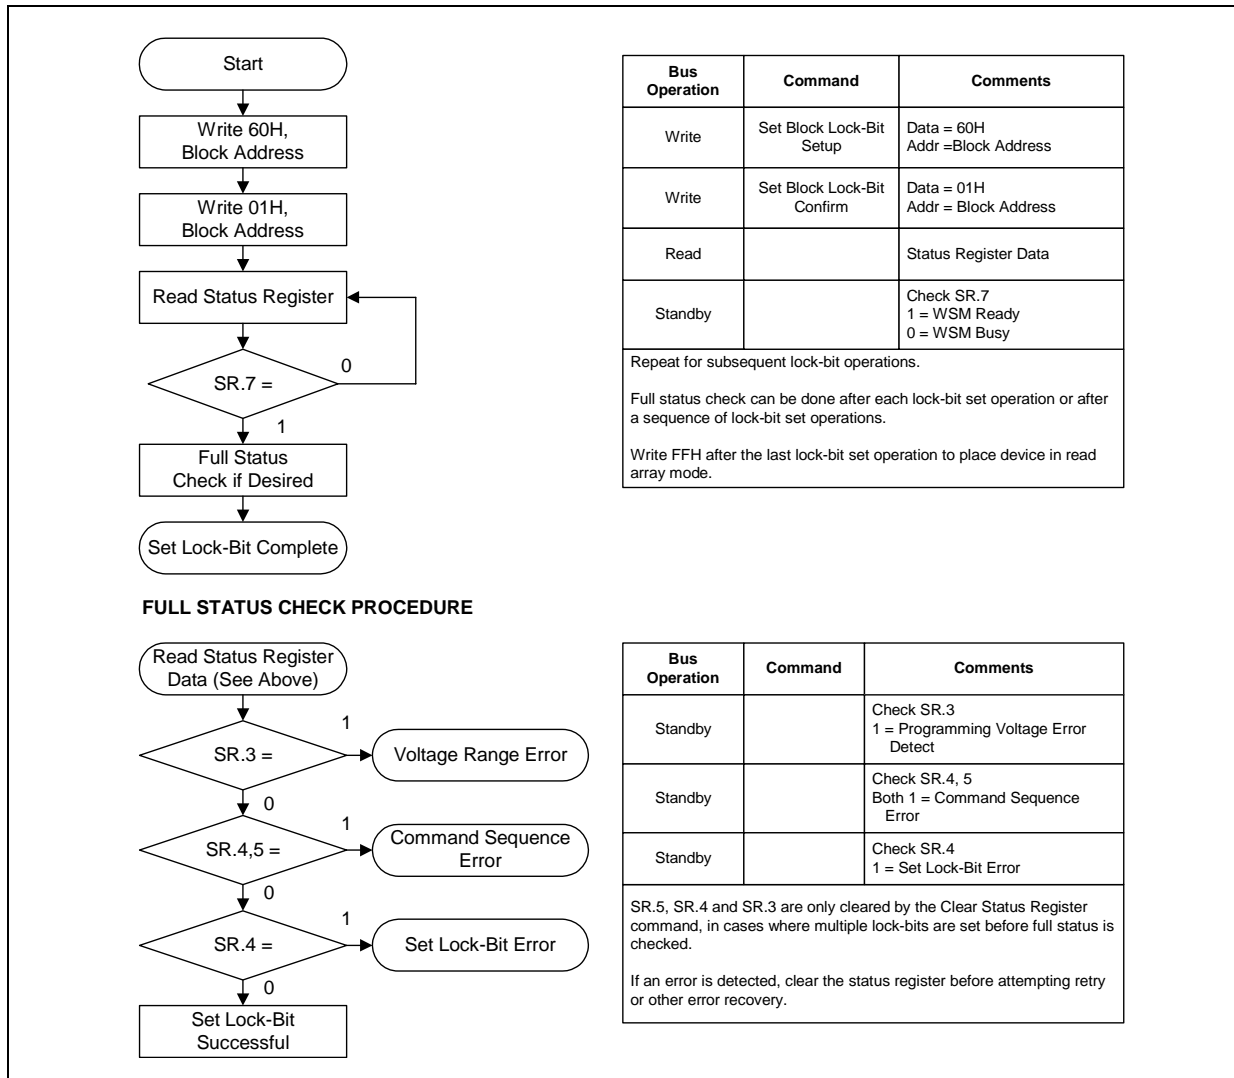 Start
Write 60H,
Block Address
Write 01H,
Block Address
Read Status Register
SR.7 =
0
1
Full Status
Check if Desired
Set Lock-Bit Complete
Bus
Operation
Command
Comments
Write
Set Block Lock-Bit
Setup
Data = 60H
Addr =Block Address
Write
Set Block Lock-Bit
Confirm
Data = 01H
Addr = Block Address
Read
Status Register Data
Standby
Check SR.7
1 = WSM Ready
0 = WSM Busy
Repeat for subsequent lock-bit operations.
Full status check can be done after each lock-bit set operation or after
a sequence of lock-bit set operations.
Write FFH after the last lock-bit set operation to place device in read
array mode.
FULL STATUS CHECK PROCEDURE
Read Status Register
Data (See Above)
SR.3 =
1
Voltage Range Error
0
SR.4,5 =
1
Command Sequence
Error
0
SR.4 =
1
Set Lock-Bit Error
0
Set Lock-Bit
Successful
Bus
Operation
Command
Comments
Standby
Check SR.3
1 = Programming Voltage Error
Detect
Standby
Check SR.4, 5
Both 1 = Command Sequence
Error
Standby
Check SR.4
1 = Set Lock-Bit Error
SR.5, SR.4 and SR.3 are only cleared by the Clear Status Register
command, in cases where multiple lock-bits are set before full status is
checked.
If an error is detected, clear the status register before attempting retry
or other error recovery.